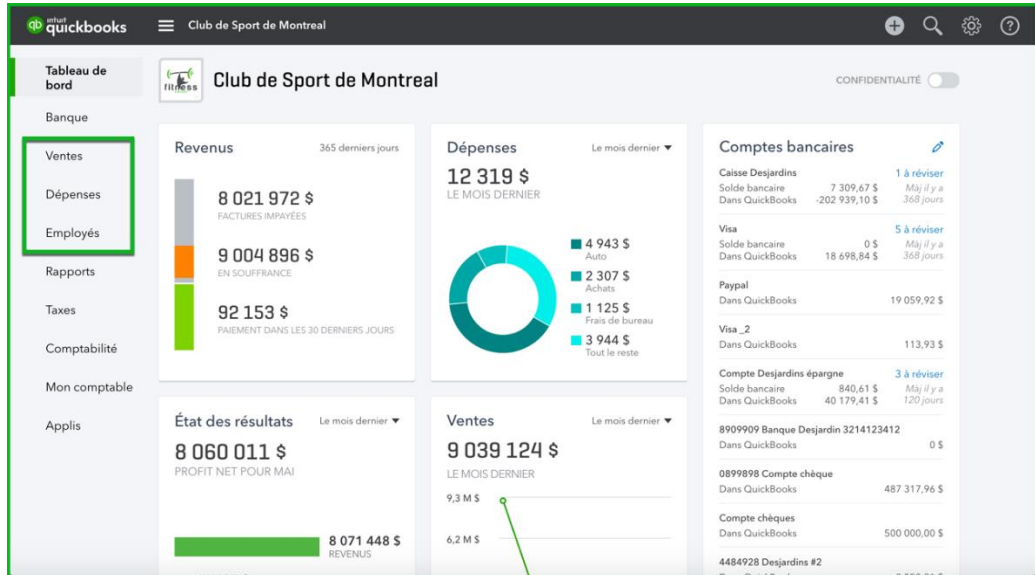 intuit
quickbooks
Club de Sport de Montreal
Tableau de
bord
Banque
Ventes
Dépenses
Employés
Rapports
Taxes
Comptabilité
Mon comptable
Applis
fitness
Club de Sport de Montreal
CONFIDENTIALITÉ
Revenus 365 derniers jours
8 021 972 $
FACTURES IMPAYÉES
9 004 896 $
EN SOUFFRANCE
92 153 $
PAIEMENT DANS LES 30 DERNIERS JOURS
Dépenses Le mois dernier
12 319 $
LE MOIS DERNIER
4 943 $
Auto
2 307 $
Achats
1 125 $
Frais de bureau
3 944 $
Tout le reste
Comptes bancaires
Caisse Desjardins 1 à réviser
Solde bancaire 7 309,67 $ Màj il y a
Dans QuickBooks -202 939,10 $ 368 jours
Visa 5 à réviser
Solde bancaire 0 $ Màj il y a
Dans QuickBooks 18 698,84 $ 368 jours
Paypal
Dans QuickBooks 19 059,92 $
Visa _2
Dans QuickBooks 113,93 $
Compte Desjardins épargne 3 à réviser
Solde bancaire 840,61 $ Màj il y a
Dans QuickBooks 40 179,41 $ 120 jours
8909909 Banque Desjardin 3214123412
Dans QuickBooks 0 $
0899898 Compte chèque
Dans QuickBooks 487 317,96 $
Compte chèques
Dans QuickBooks 500 000,00 $
4484928 Desjardins #2
État des résultats Le mois dernier
8 060 011 $
PROFIT NET POUR MAI
8 071 448 $
REVENUS
Ventes Le mois dernier
9 039 124 $
LE MOIS DERNIER
9,3 M $
6,2 M $